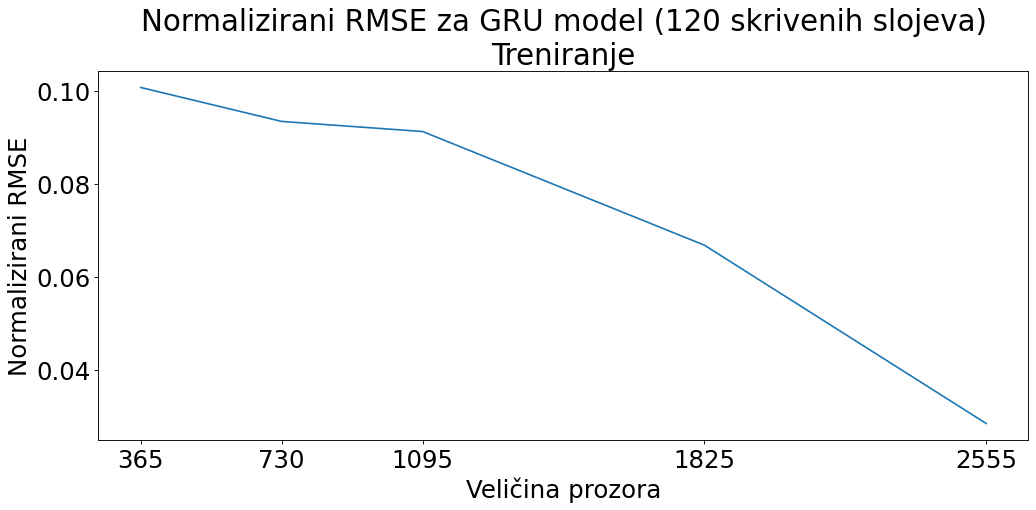 Normalizirani RMSE za GRU model (120 skrivenih slojeva)
Treniranje
Normalizirani RMSE
0.10
0.08
0.06
0.04
365 730 1095 1825 2555
Veličina prozora